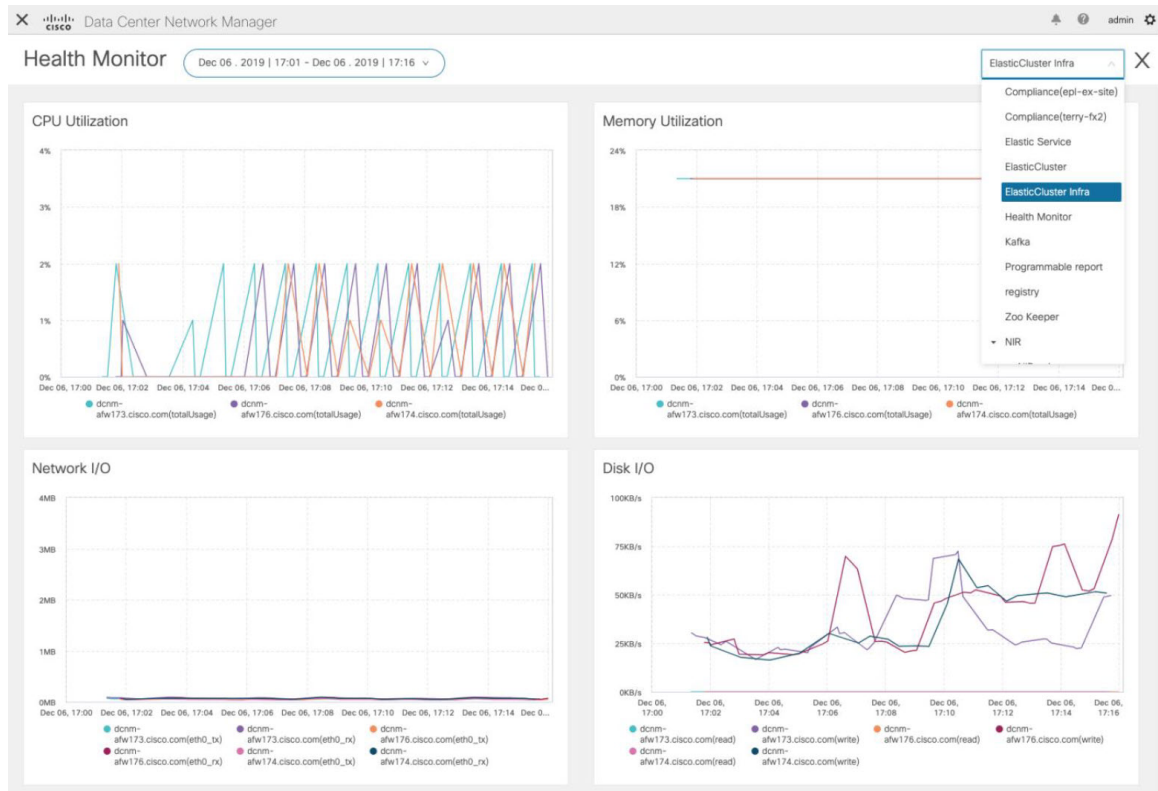 CISCO Data Center Network Manager
admin
Health Monitor
Dec 06 . 2019 | 17:01 - Dec 06 . 2019 | 17:16
ElasticCluster Infra
Compliance(epl-ex-site)
Compliance(terry-fx2)
Elastic Service
ElasticCluster
ElasticCluster Infra
Health Monitor
Kafka
Programmable report
registry
Zoo Keeper
NIR
CPU Utilization
4%
3%
2%
1%
0%
Dec 06, 17:00 Dec 06, 17:02 Dec 06, 17:04 Dec 06, 17:06 Dec 06, 17:08 Dec 06, 17:10 Dec 06, 17:12 Dec 06, 17:14 Dec 0...
dcnm-
afw173.cisco.com(totalUsage)
dcnm-
afw176.cisco.com(totalUsage)
dcnm-
afw174.cisco.com(totalUsage)
Memory Utilization
24%
18%
12%
6%
0%
Dec 06, 17:00 Dec 06, 17:02 Dec 06, 17:04 Dec 06, 17:06 Dec 06, 17:08 Dec 06, 17:10 Dec 06, 17:12 Dec 06, 17:14 Dec 0...
dcnm-
afw173.cisco.com(totalUsage)
dcnm-
afw176.cisco.com(totalUsage)
dcnm-
afw174.cisco.com(totalUsage)
Network I/O
4MB
3MB
2MB
1MB
0MB
Dec 06, 17:00 Dec 06, 17:02 Dec 06, 17:04 Dec 06, 17:06 Dec 06, 17:08 Dec 06, 17:10 Dec 06, 17:12 Dec 06, 17:14 Dec 0...
dcnm-
afw173.cisco.com(eth0_tx)
dcnm-
afw173.cisco.com(eth0_rx)
dcnm-
afw176.cisco.com(eth0_tx)
dcnm-
afw176.cisco.com(eth0_rx)
dcnm-
afw174.cisco.com(eth0_tx)
dcnm-
afw174.cisco.com(eth0_rx)
Disk I/O
100KB/s
75KB/s
50KB/s
25KB/s
0KB/s
Dec 06, Dec 06, Dec 06, Dec 06, Dec 06, Dec 06, Dec 06, Dec 06, Dec 06,
17:00 17:02 17:04 17:06 17:08 17:10 17:12 17:14 17:16
dcnm-
afw173.cisco.com(read)
dcnm-
afw173.cisco.com(write)
dcnm-
afw176.cisco.com(read)
dcnm-
afw176.cisco.com(write)
dcnm-
afw174.cisco.com(read)
dcnm-
afw174.cisco.com(write)